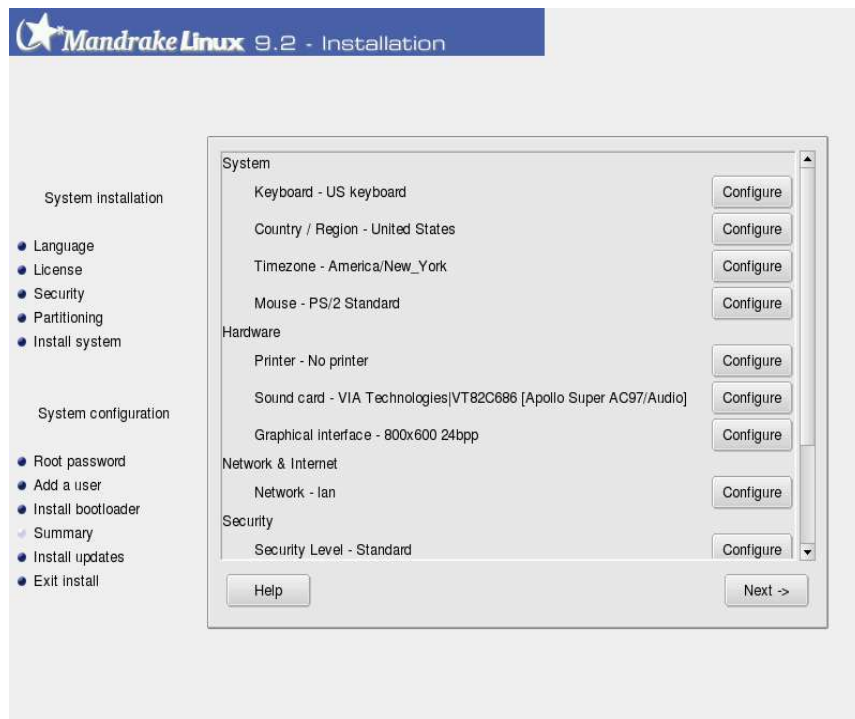 Mandrake Linux 9.2 - Installation
System installation
Language
License
Security
Partitioning
Install system
System configuration
Root password
Add a user
Install bootloader
Summary
Install updates
Exit install
System
Keyboard - US keyboard Configure
Country / Region - United States Configure
Timezone - America/New_York Configure
Mouse - PS/2 Standard Configure
Hardware
Printer - No printer Configure
Sound card - VIA Technologies|VT82C686 [Apollo Super AC97/Audio] Configure
Graphical interface - 800x600 24bpp Configure
Network & Internet
Network - lan Configure
Security
Security Level - Standard Configure
Help Next ->